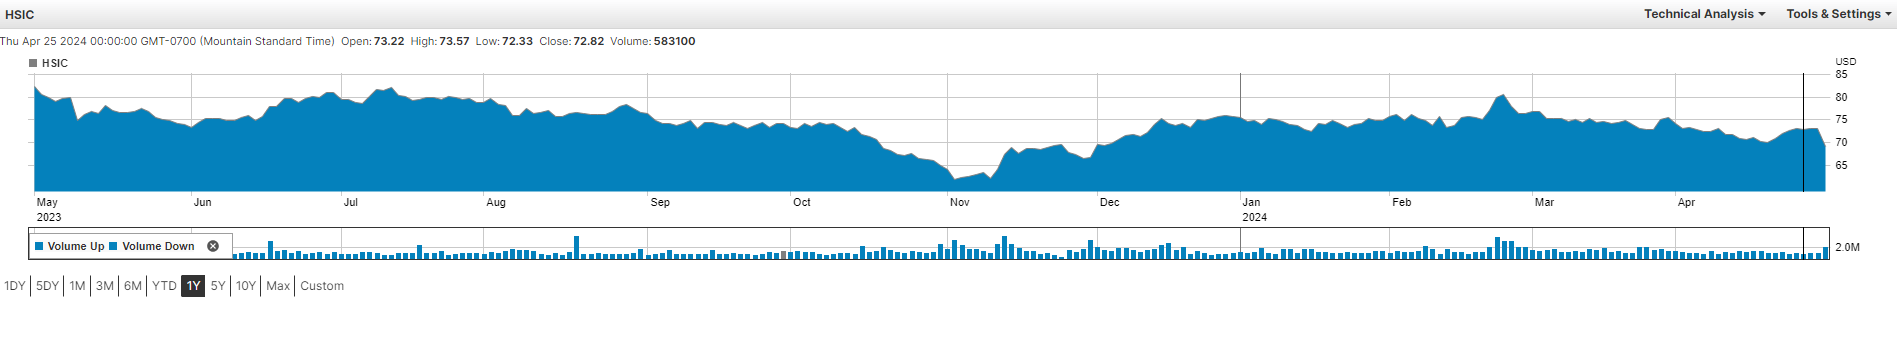 HSIC Technical Analysis Tools & Settings
Thu Apr 25 2024 00:00:00 GMT-0700 (Mountain Standard Time) Open: 73.22 High: 73.57 Low: 72.33 Close: 72.82 Volume: 583100
HSIC
USD
85
80
75
70
65
May Jun Jul Aug Sep Oct Nov Dec Jan Feb Mar Apr
2023 2024
Volume Up Volume Down 2.0M
1DY 5DY 1M 3M 6M YTD 1Y 5Y 10Y Max Custom